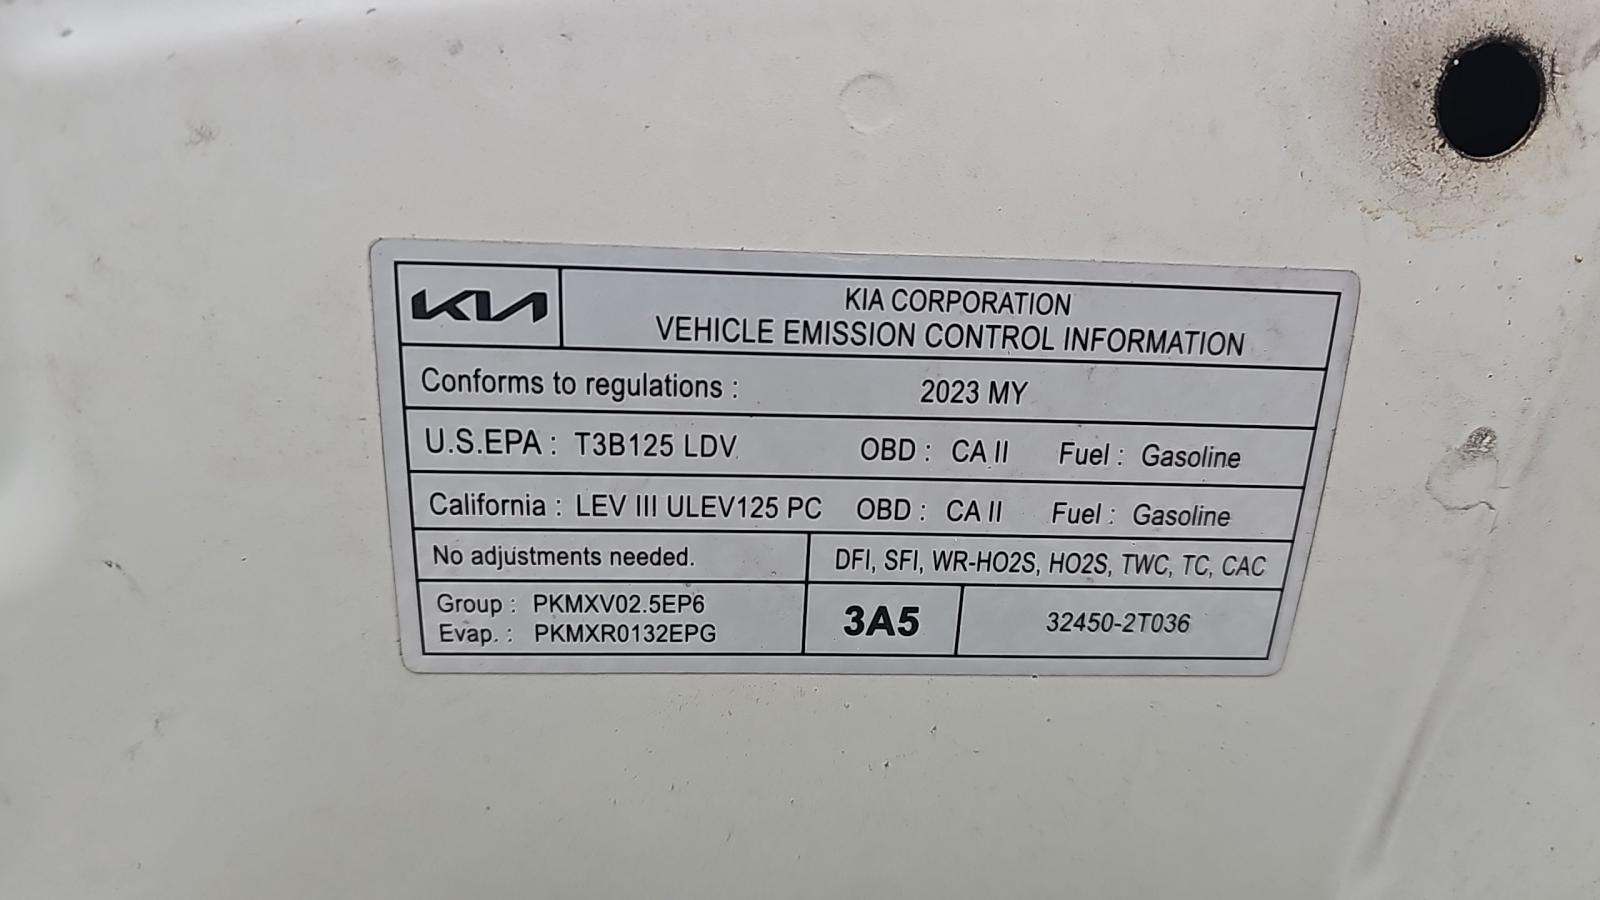 KIA
KIA CORPORATION
VEHICLE EMISSION CONTROL INFORMATION
Conforms to regulations : 2023 MY
U.S.EPA : T3B125 LDV OBD : CA II Fuel : Gasoline
California : LEV III ULEV125 PC OBD : CA II Fuel : Gasoline
No adjustments needed. DFI, SFI, WR-HO2S, HO2S, TWC, TC, CAC
Group : PKMXV02.5EP6
Evap. : PKMXR0132EPG
3A5
32450-2T036